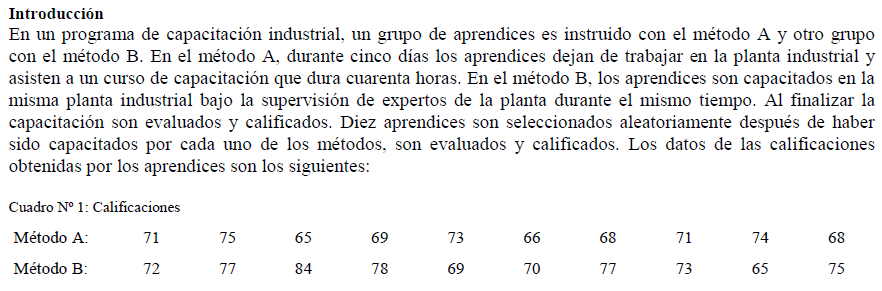 Introducción
En un programa de capacitación industrial, un grupo de aprendices es instruido con el método A y otro grupo
con el método B. En el método A, durante cinco días los aprendices dejan de trabajar en la planta industrial y
asisten a un curso de capacitación que dura cuarenta horas. En el método B, los aprendices son capacitados en la
misma planta industrial bajo la supervisión de expertos de la planta durante el mismo tiempo. Al finalizar la
capacitación son evaluados y calificados. Diez aprendices son seleccionados aleatoriamente después de haber
sido capacitados por cada uno de los métodos, son evaluados y calificados. Los datos de las calificaciones
obtenidas por los aprendices son los siguientes:
Cuadro Nº 1: Calificaciones
Método A: 71 75 65 69 73 66 68 71 74 68
Método B: 72 77 84 78 69 70 77 73 65 75